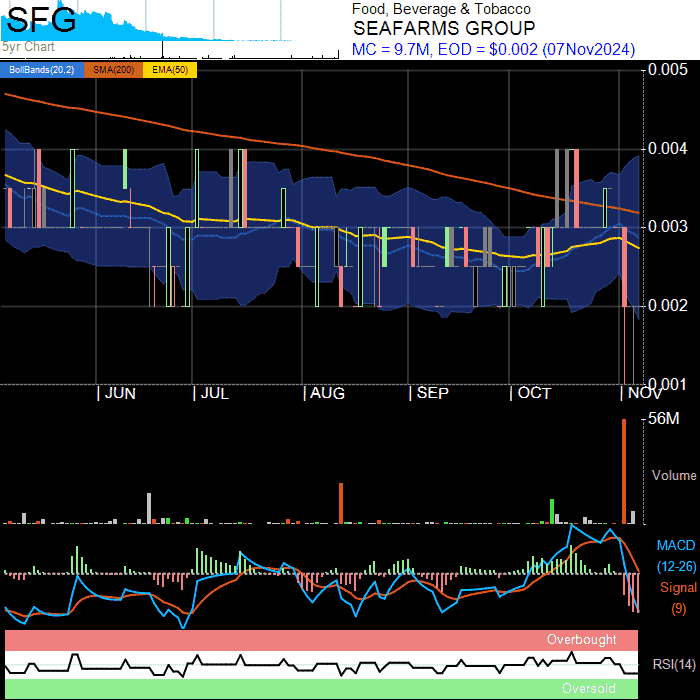 SFG
5yr Chart
Food, Beverage & Tobacco
SEAFARMS GROUP
MC = 9.7M, EOD = $0.002 (07Nov2024)
BollBands(20,2) SMA(200) EMA(50)
0.005
0.004
0.003
0.002
0.001
JUN JUL AUG SEP OCT NOV
56M
Volume
MACD
(12-26)
Signal
(9)
Overbought
RSI(14)
Oversold